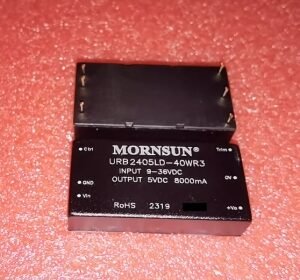 MORNSUN®
URB2405LD-40WR3
Ctrl INPUT 9-36VDC Trim
OUTPUT 5VDC 8000mA
0V
GND
Vin
RoHS 2319
+Vo